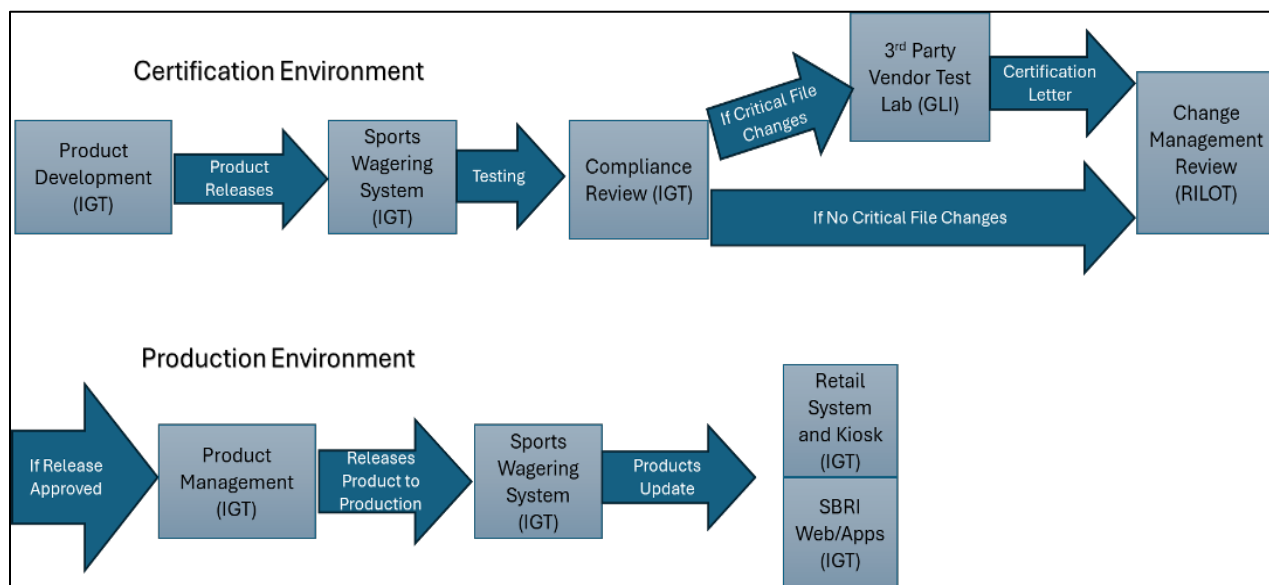 Certification Environment
Product
Development
(IGT)
Product
Releases
Sports
Wagering
System
(IGT)
Testing
Compliance
Review (IGT)
If Critical File
Changes
3rd Party
Vendor Test
Lab (GLI)
Certification
Letter
If No Critical File Changes
Change
Management
Review
(RILOT)
Production Environment
If Release
Approved
Product
Management
(IGT)
Releases
Product to
Production
Sports
Wagering
System
(IGT)
Products
Update
Retail
System
and Kiosk
(IGT)
SBRI
Web/Apps
(IGT)